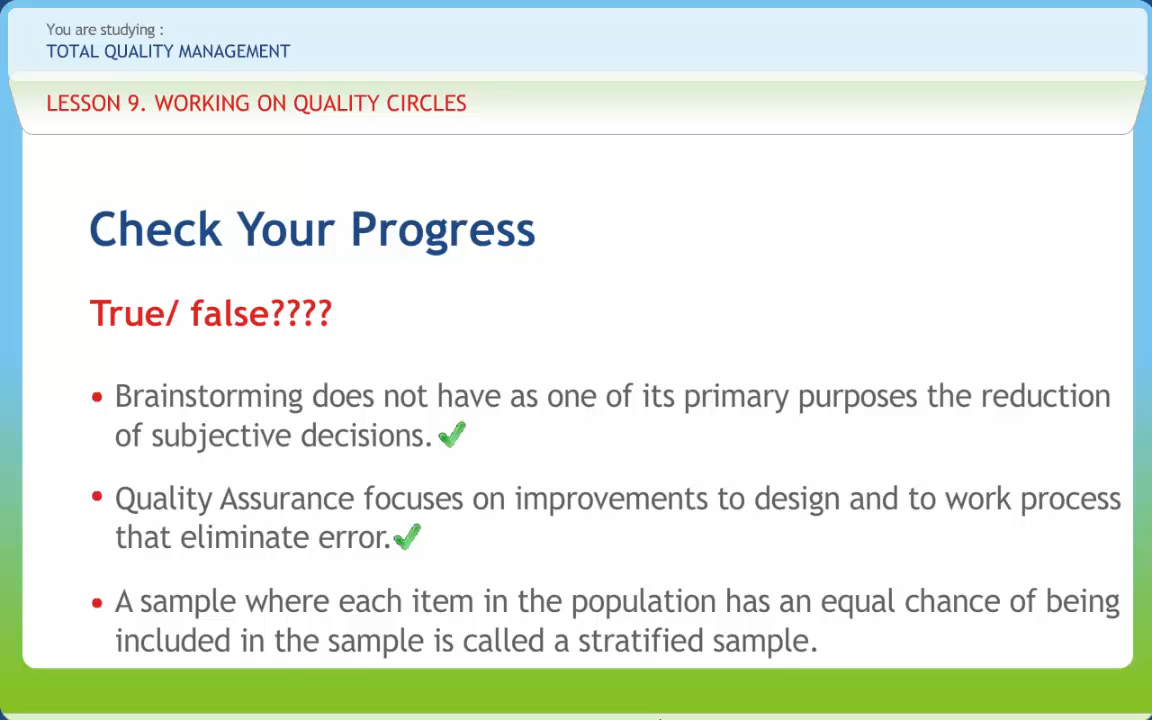 You are studying :
TOTAL QUALITY MANAGEMENT
LESSON 9. WORKING ON QUALITY CIRCLES
Check Your Progress
True/ false????
• Brainstorming does not have as one of its primary purposes the reduction
of subjective decisions.
• Quality Assurance focuses on improvements to design and to work process
that eliminate error.
• A sample where each item in the population has an equal chance of being
included in the sample is called a stratified sample.